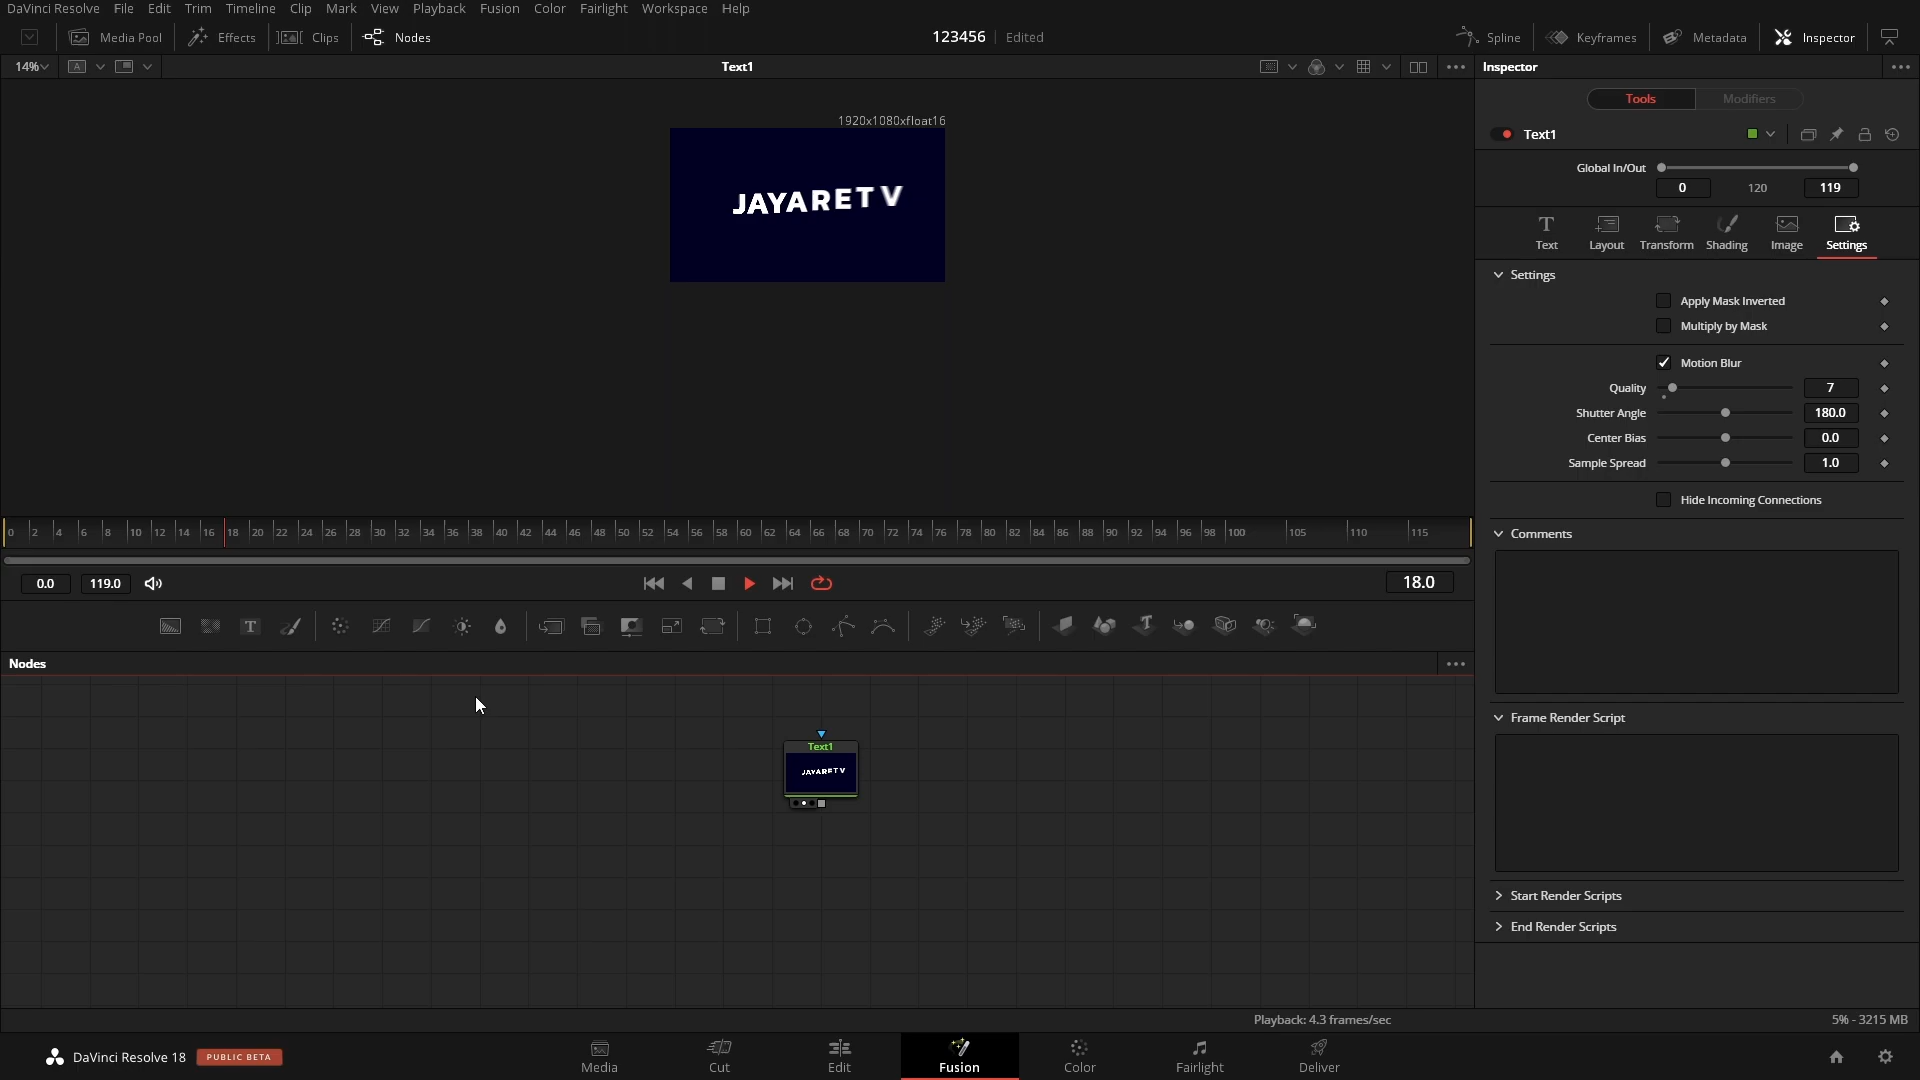 DaVinci Resolve File Edit Trim Timeline Clip Mark View Playback Fusion Color Fairlight Workspace Help
Media Pool Effects Clips Nodes 123456 Edited Spline Keyframes Metadata Inspector
14% A Text1 Inspector
Tools Modifiers
1920x1080xfloat16
JAYARETV
Text1
Global In/Out
0 120 119
Text Layout Transform Shading Image Settings
Settings
Apply Mask Inverted
Multiply by Mask
Motion Blur
Quality 7
Shutter Angle 180.0
Center Bias 0.0
Sample Spread 1.0
Hide Incoming Connections
0 2 4 6 8 10 12 14 16 18 20 22 24 26 28 30 32 34 36 38 40 42 44 46 48 50 52 54 56 58 60 62 64 66 68 70 72 74 76 78 80 82 84 86 88 90 92 94 96 98 100 105 110 115
Comments
0.0 119.0 18.0
T
Nodes
Text1
JAYARETV
Frame Render Script
Start Render Scripts
End Render Scripts
Playback: 4.3 frames/sec 5% - 3215 MB
DaVinci Resolve 18 PUBLIC BETA
Media Cut Edit Fusion Color Fairlight Deliver